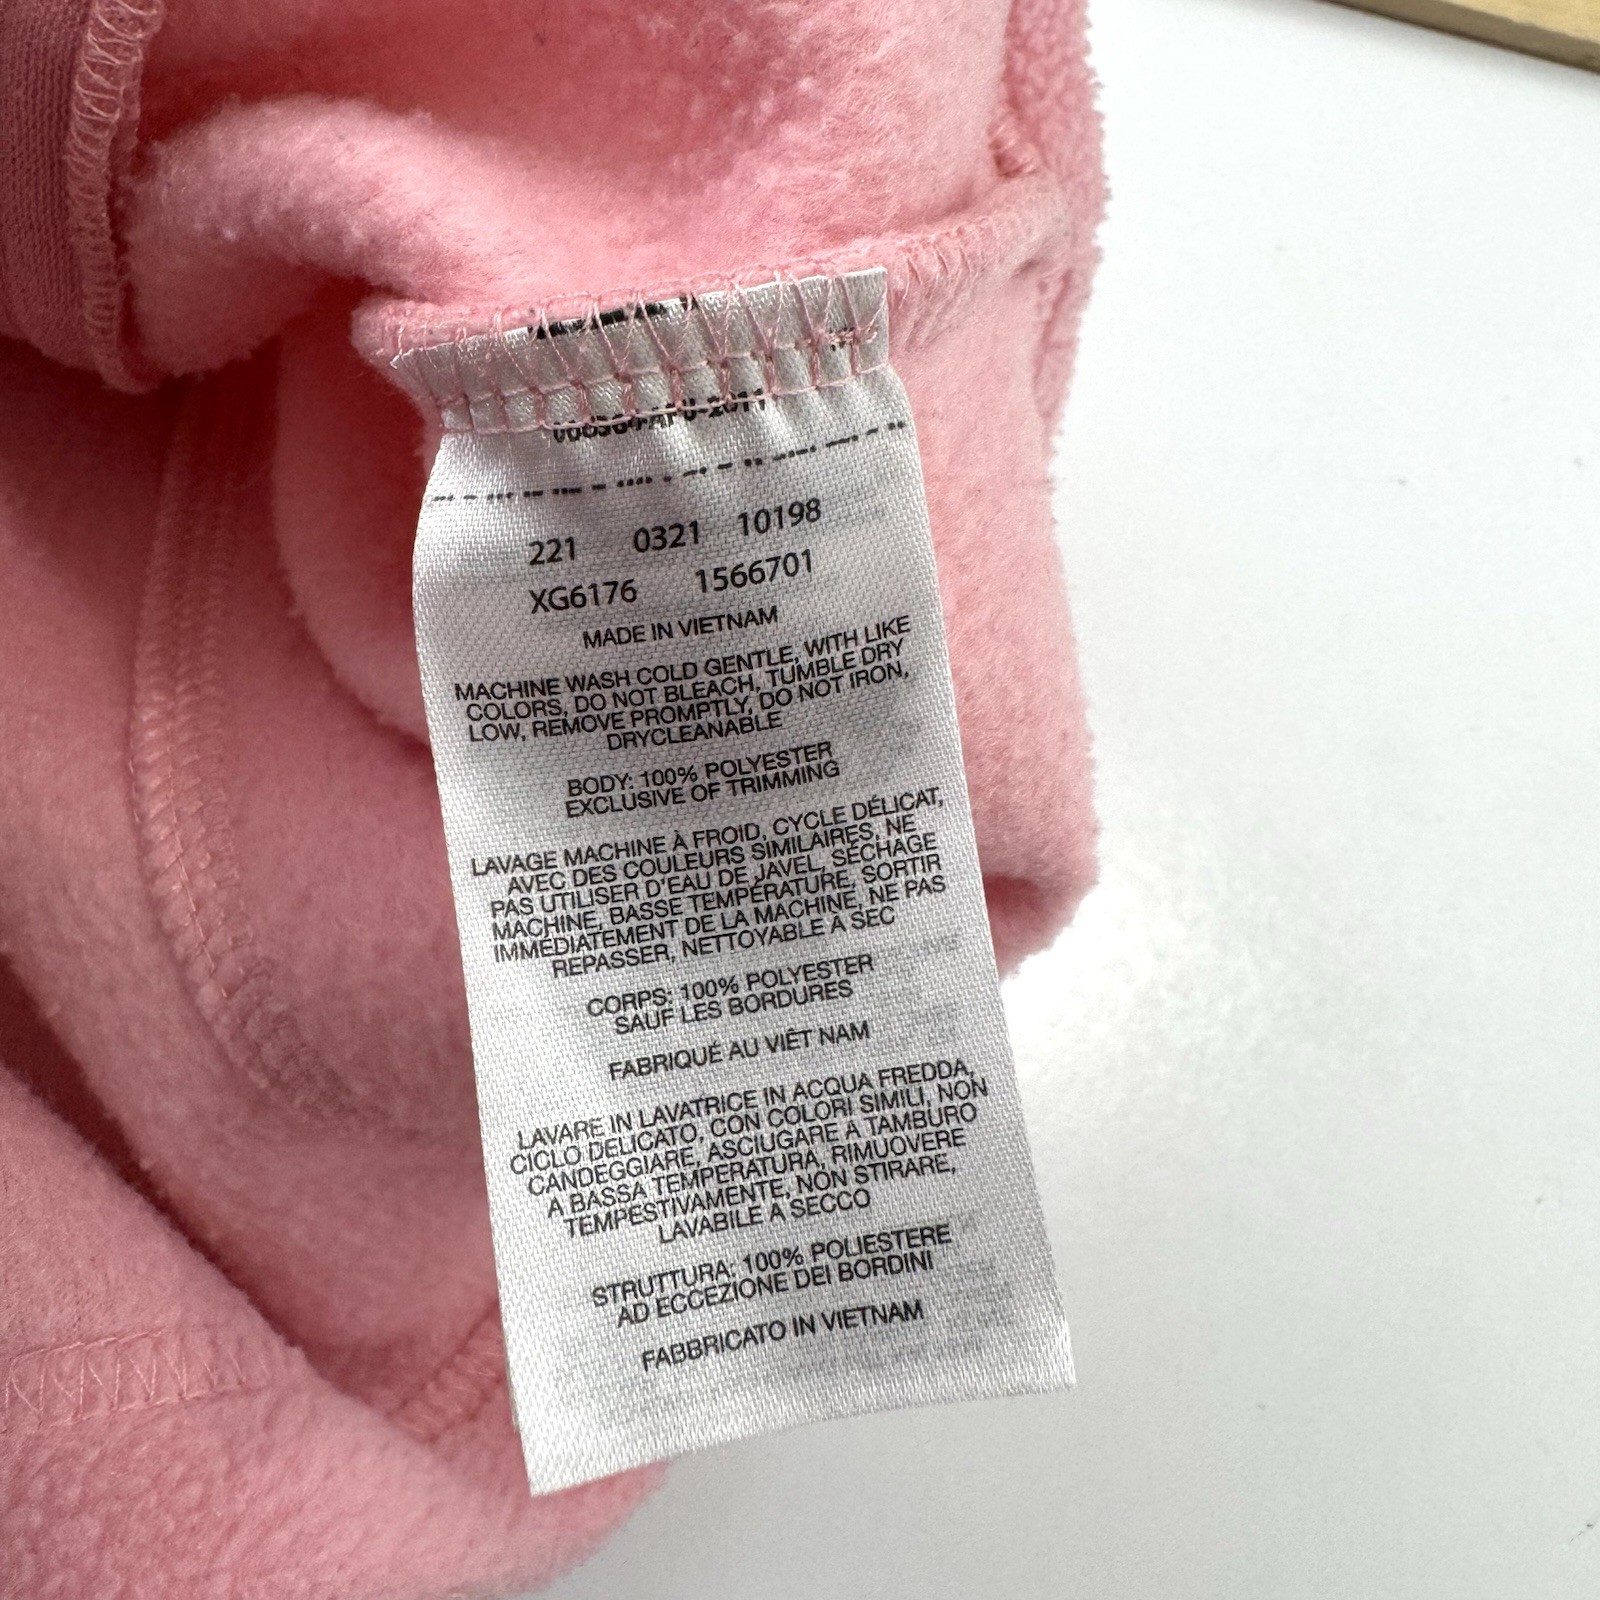 221 0321 10198
XG6176 1566701
MADE IN VIETNAM
MACHINE WASH COLD GENTLE, WITH LIKE
COLORS, DO NOT BLEACH, TUMBLE DRY
LOW, REMOVE PROMPTLY, DO NOT IRON,
DRYCLEANABLE
BODY: 100% POLYESTER
EXCLUSIVE OF TRIMMING
LAVAGE MACHINE À FROID, CYCLE DÉLICAT,
AVEC DES COULEURS SIMILAIRES, NE
PAS UTILISER D'EAU DE JAVEL, SÉCHAGE
MACHINE, BASSE TEMPÉRATURE, SORTIR
IMMÉDIATEMENT DE LA MACHINE, NE PAS
REPASSER, NETTOYABLE À SEC
CORPS: 100% POLYESTER
SAUF LES BORDURES
FABRIQUÉ AU VIÊT NAM
LAVARE IN LAVATRICE IN ACQUA FREDDA,
CICLO DELICATO, CON COLORI SIMILI, NON
CANDEGGIARE, ASCIUGARE A TAMBURO
A BASSA TEMPERATURA, RIMUOVERE
TEMPESTIVAMENTE, NON STIRARE,
LAVABILE A SECCO
STRUTTURA: 100% POLIESTERE
AD ECCEZIONE DEI BORDINI
FABBRICATO IN VIETNAM